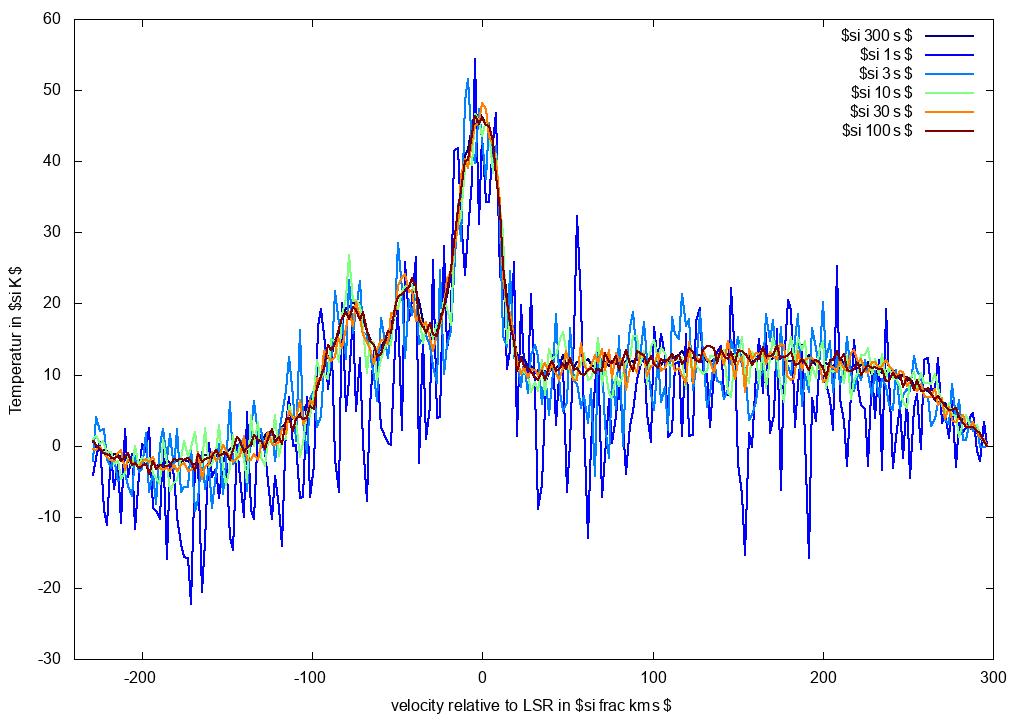 60
50
40
30
20
10
0
-10
-20
-30
-200
-100
0
100
200
300
Temperatur in $si K $
velocity relative to LSR in $si frac kms $
$si 300 s $
$si 1 s $
$si 3 s $
$si 10 s $
$si 30 s $
$si 100 s $